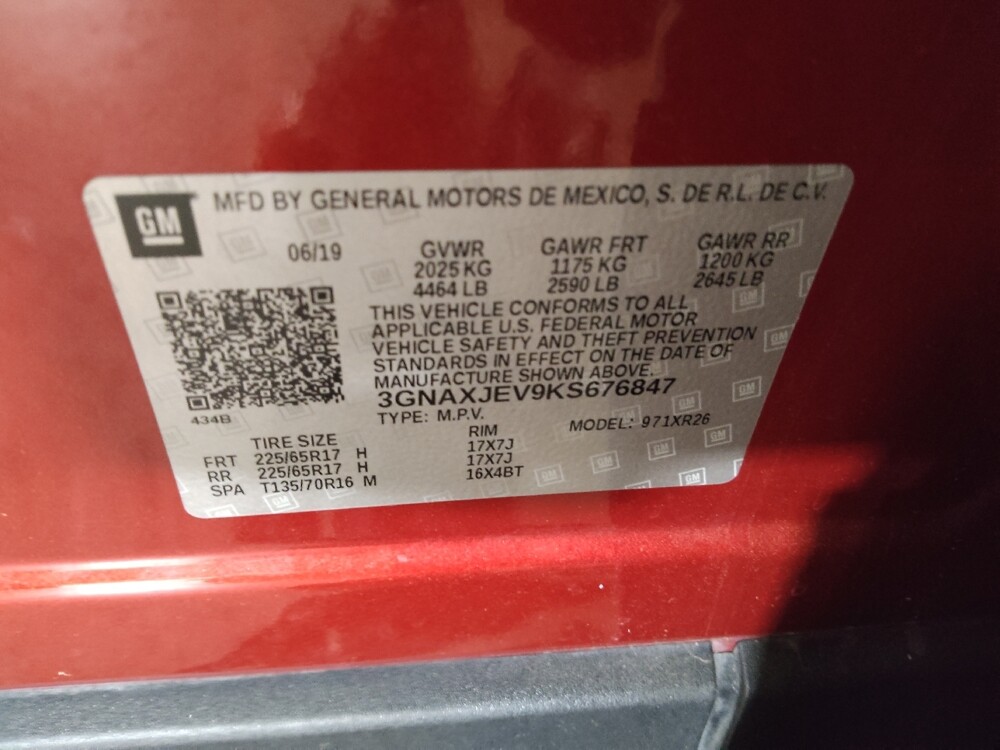 GM MFD BY GENERAL MOTORS DE MEXICO, S. DE R.L. DE C.V.
06/19 GVWR GAWR FRT GAWR RR
2025 KG 1175 KG 1200 KG
4464 LB 2590 LB 2645 LB
THIS VEHICLE CONFORMS TO ALL
APPLICABLE U.S. FEDERAL MOTOR
VEHICLE SAFETY AND THEFT PREVENTION
STANDARDS IN EFFECT ON THE DATE OF
MANUFACTURE SHOWN ABOVE.
3GNAXJEV9KS676847
434B TYPE: M.P.V. MODEL: 971XR26
TIRE SIZE RIM
FRT 225/65R17 H 17X7J
RR 225/65R17 H 17X7J
SPA T135/70R16 M 16X4BT